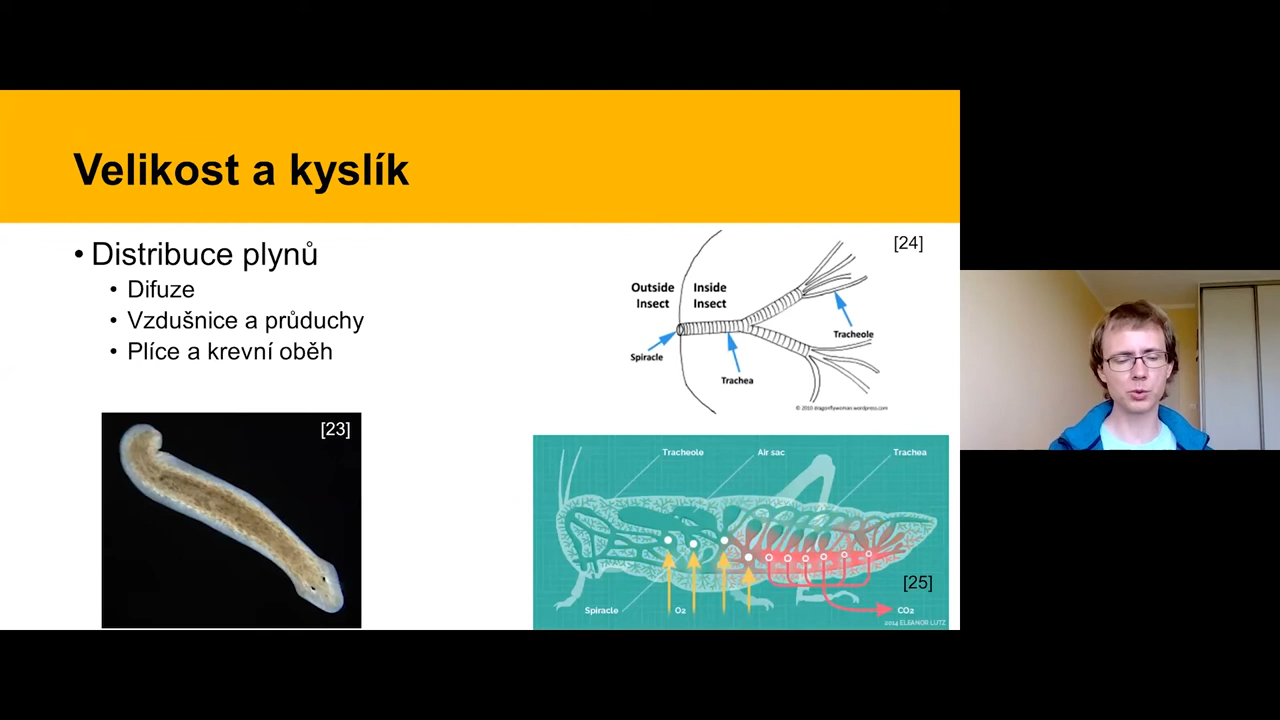 Velikost a kyslík
• Distribuce plynů
• Difuze
• Vzdušnice a průduchy
• Plíce a krevní oběh
[23]
[24]
Outside Insect
Inside Insect
Spiracle
Trachea
Tracheole
© 2010 dragonflywoman.wordpress.com
Tracheole
Air sac
Trachea
[25]
Spiracle
O2
CO2
2014 ELEANOR LUTZ